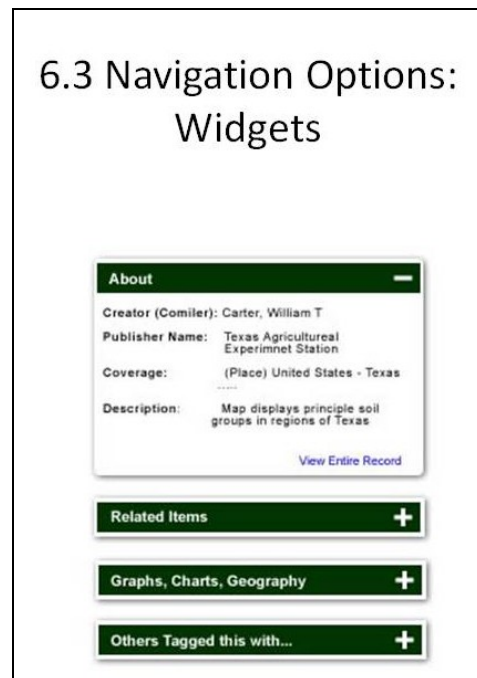 6.3 Navigation Options:
Widgets
About
Creator (Comiler): Carter, William T
Publisher Name: Texas Agricultureal
Experimnet Station
Coverage: (Place) United States - Texas
-----
Description: Map displays principle soil
groups in regions of Texas
View Entire Record
Related Items
Graphs, Charts, Geography
Others Tagged this with...